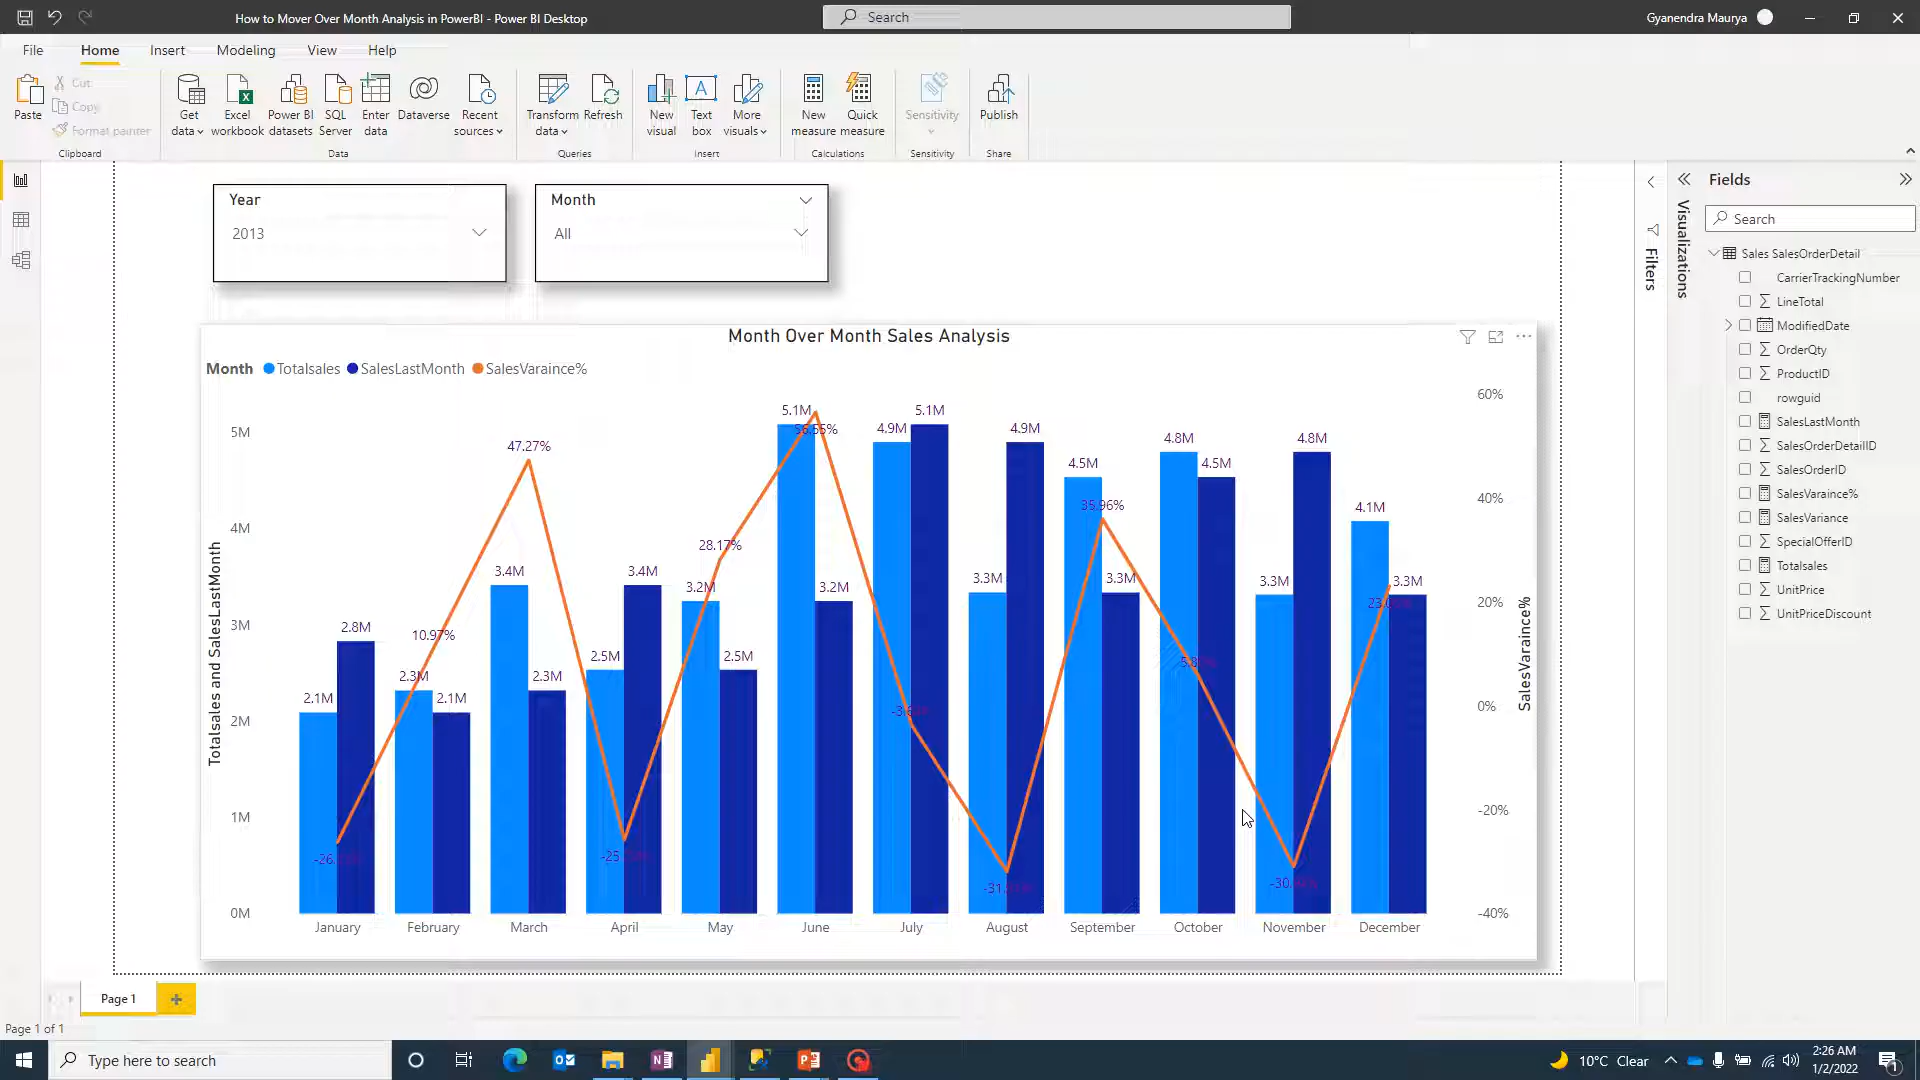 How to Mover Over Month Analysis in PowerBI - Power BI Desktop
Search
Gyanendra Maurya
File
Home
Insert
Modeling
View
Help
Paste
Cut
Copy
Format painter
Clipboard
Get data
Excel workbook
Power BI datasets
SQL Server
Enter data
Dataverse
Recent sources
Data
Transform data
Refresh
Queries
New visual
Text box
More visuals
Insert
New measure
Quick measure
Calculations
Sensitivity
Sensitivity
Publish
Share
Year
2013
Month
All
Month Over Month Sales Analysis
Month Totalsales SalesLastMonth SalesVaraince%
Totalsales and SalesLastMonth
5M
4M
3M
2M
1M
0M
2.1M
2.8M
2.3M
10.97%
2.1M
3.4M
47.27%
2.3M
2.5M
3.4M
3.2M
28.17%
2.5M
5.1M
3.2M
4.9M
5.1M
3.3M
4.9M
4.5M
35.96%
3.3M
4.8M
4.5M
3.3M
4.8M
4.1M
3.3M
January
February
March
April
May
June
July
August
September
October
November
December
60%
40%
20%
0%
-20%
-40%
SalesVaraince%
Filters
Visualizations
Fields
Search
Sales SalesOrderDetail
CarrierTrackingNumber
LineTotal
ModifiedDate
OrderQty
ProductID
rowguid
SalesLastMonth
SalesOrderDetailID
SalesOrderID
SalesVaraince%
SalesVariance
SpecialOfferID
Totalsales
UnitPrice
UnitPriceDiscount
Page 1
Page 1 of 1
Type here to search
10°C Clear
2:26 AM
1/2/2022
1